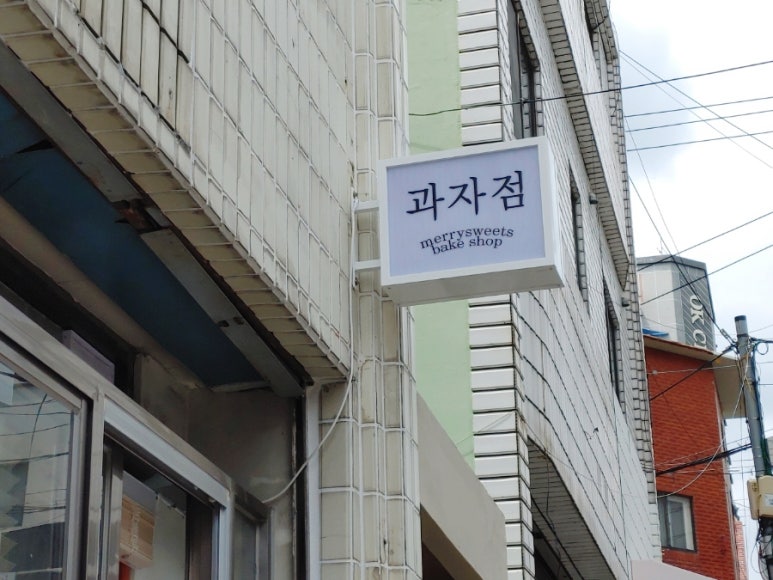 과자점
merrysweets
bake shop